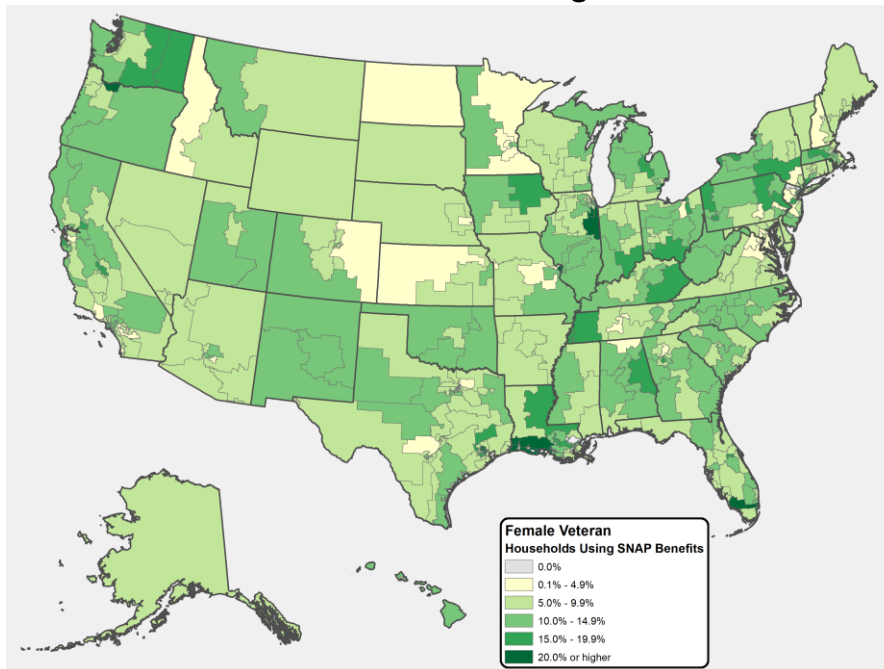 Female Veteran
Households Using SNAP Benefits
0.0%
0.1% - 4.9%
5.0% - 9.9%
10.0% - 14.9%
15.0% - 19.9%
20.0% or higher